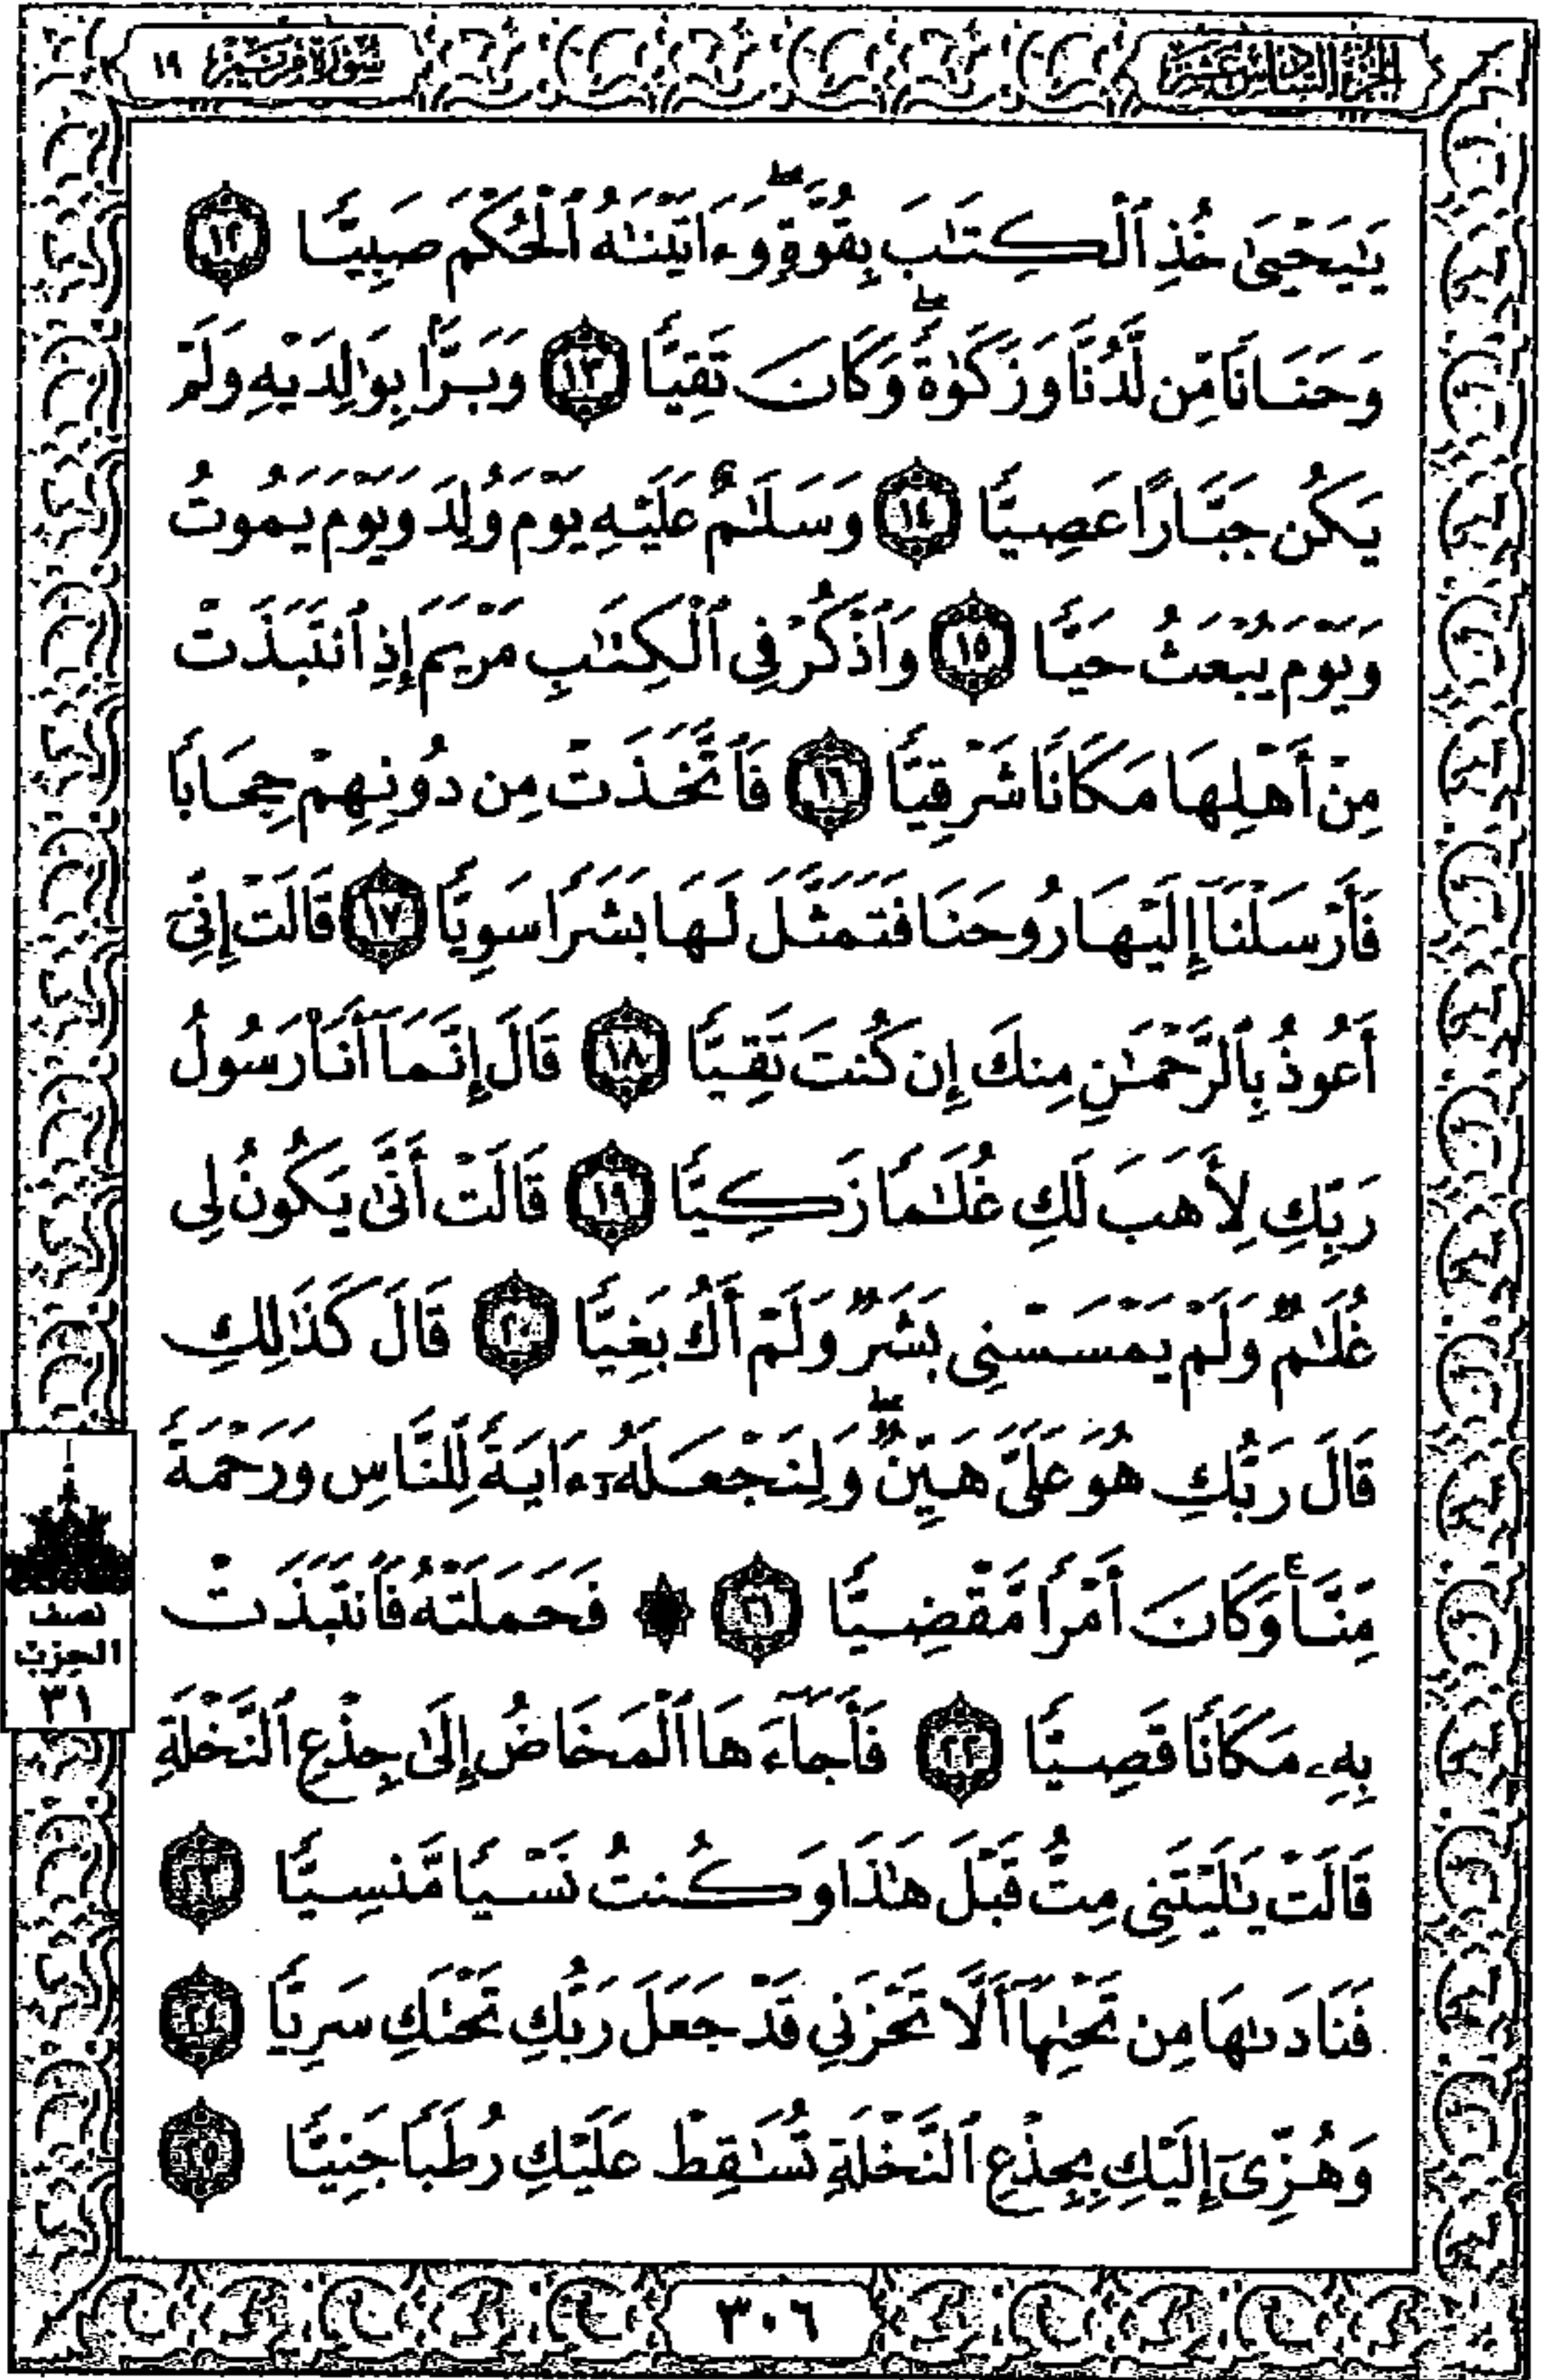 الجزء السادس عشر
سورة مريم ١٩
يَٰيَحْيَىٰ خُذِ ٱلْكِتَٰبَ بِقُوَّةٍۖ وَءَاتَيْنَٰهُ ٱلْحُكْمَ صَبِيًّا ١٢
وَحَنَانًا مِّن لَّدُنَّا وَزَكَوٰةًۖ وَكَانَ تَقِيًّا ١٣ وَبَرًّۢا بِوَٰلِدَيْهِ وَلَمْ
يَكُن جَبَّارًا عَصِيًّا ١٤ وَسَلَٰمٌ عَلَيْهِ يَوْمَ وُلِدَ وَيَوْمَ يَمُوتُ
وَيَوْمَ يُبْعَثُ حَيًّا ١٥ وَٱذْكُرْ فِى ٱلْكِتَٰبِ مَرْيَمَ إِذِ ٱنتَبَذَتْ
مِنْ أَهْلِهَا مَكَانًا شَرْقِيًّا ١٦ فَٱتَّخَذَتْ مِن دُونِهِمْ حِجَابًا
فَأَرْسَلْنَآ إِلَيْهَا رُوحَنَا فَتَمَثَّلَ لَهَا بَشَرًا سَوِيًّا ١٧ قَالَتْ إِنِّىٓ
أَعُوذُ بِٱلرَّحْمَٰنِ مِنكَ إِن كُنتَ تَقِيًّا ١٨ قَالَ إِنَّمَآ أَنَا۠ رَسُولُ
رَبِّكِ لِأَهَبَ لَكِ غُلَٰمًا زَكِيًّا ١٩ قَالَتْ أَنَّىٰ يَكُونُ لِى
غُلَٰمٌ وَلَمْ يَمْسَسْنِى بَشَرٌ وَلَمْ أَكُ بَغِيًّا ٢٠ قَالَ كَذَٰلِكِ
قَالَ رَبُّكِ هُوَ عَلَىَّ هَيِّنٌۖ وَلِنَجْعَلَهُۥٓ ءَايَةً لِّلنَّاسِ وَرَحْمَةً
مِّنَّاۚ وَكَانَ أَمْرًا مَّقْضِيًّا ٢١ ۞ فَحَمَلَتْهُ فَٱنتَبَذَتْ
بِهِۦ مَكَانًا قَصِيًّا ٢٢ فَأَجَآءَهَا ٱلْمَخَاضُ إِلَىٰ جِذْعِ ٱلنَّخْلَةِ
قَالَتْ يَٰلَيْتَنِى مِتُّ قَبْلَ هَٰذَا وَكُنتُ نَسْيًا مَّنسِيًّا ٢٣
فَنَادَىٰهَا مِن تَحْتِهَآ أَلَّا تَحْزَنِى قَدْ جَعَلَ رَبُّكِ تَحْتَكِ سَرِيًّا ٢٤
وَهُزِّىٓ إِلَيْكِ بِجِذْعِ ٱلنَّخْلَةِ تُسَٰقِطْ عَلَيْكِ رُطَبًا جَنِيًّا ٢٥
نصف
الحزب
٣١
٣٠٦